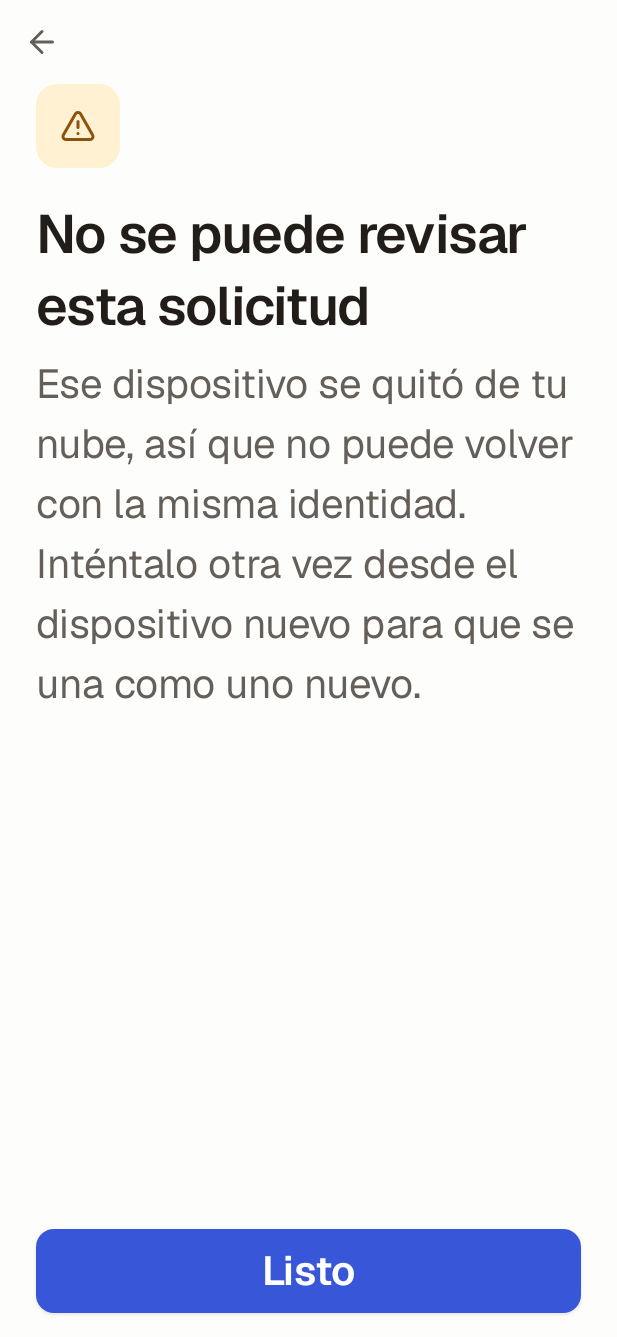 No se puede revisar
esta solicitud
Ese dispositivo se quitó de tu
nube, así que no puede volver
con la misma identidad.
Inténtalo otra vez desde el
dispositivo nuevo para que se
una como uno nuevo.
Listo